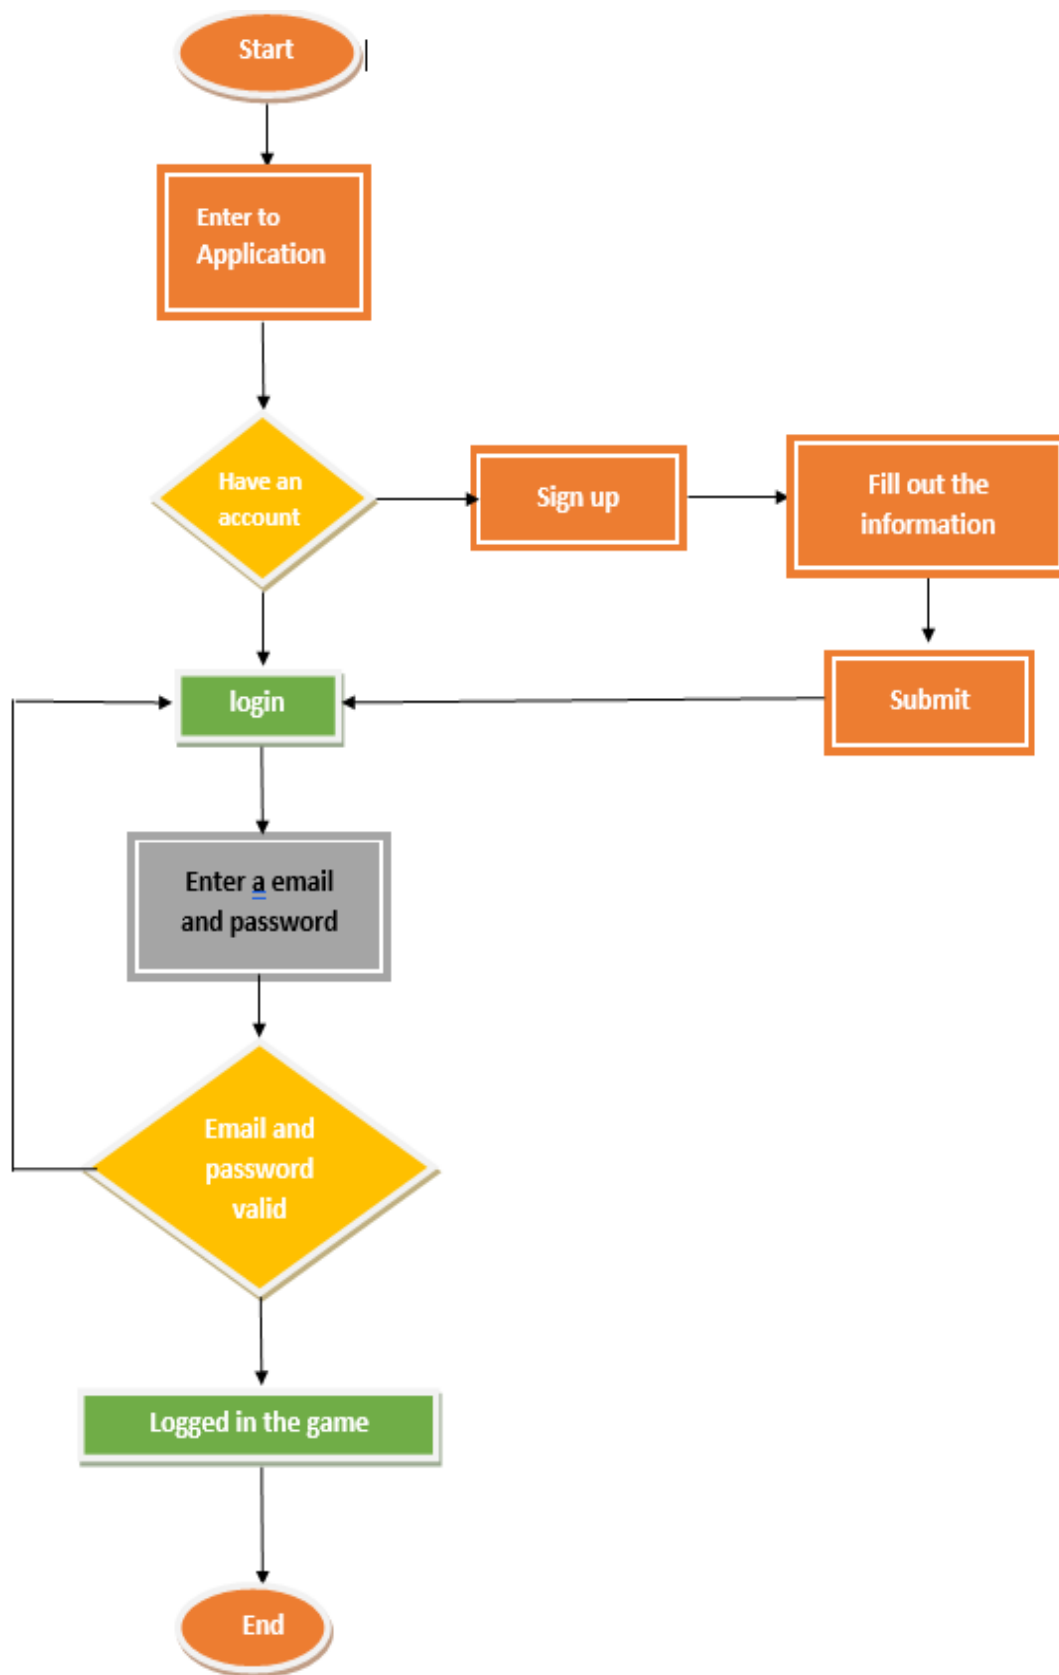 Start
Enter to
Application
Have an
account
Sign up
Fill out the
information
login
Submit
Enter a email
and password
Email and
password
valid
Logged in the game
End